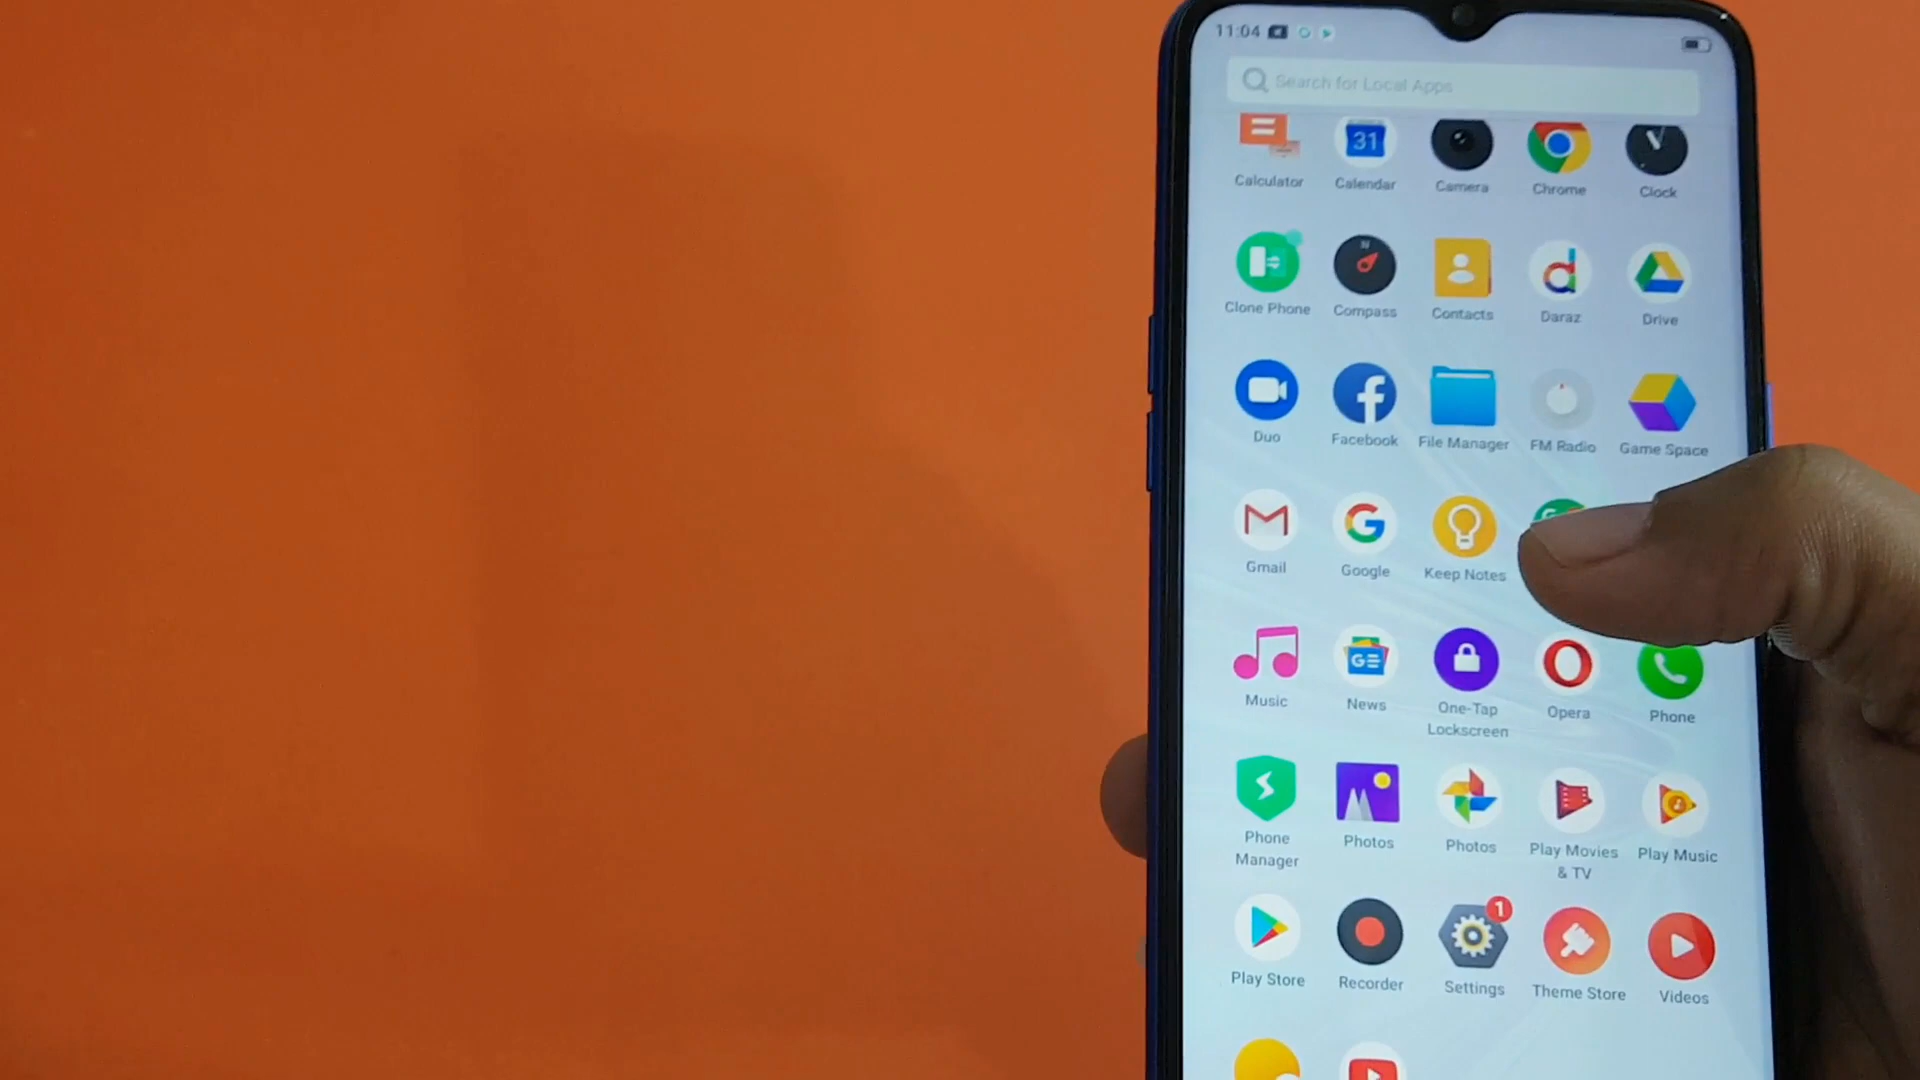 11:04
Search for Local Apps
31
Calculator Calendar Camera Chrome Clock
N
Clone Phone Compass Contacts Daraz Drive
Duo Facebook File Manager FM Radio Game Space
Gmail Google Keep Notes
Music News One-Tap Opera Phone
Lockscreen
Phone Photos Photos Play Movies Play Music
Manager & TV
1
Play Store Recorder Settings Theme Store Videos